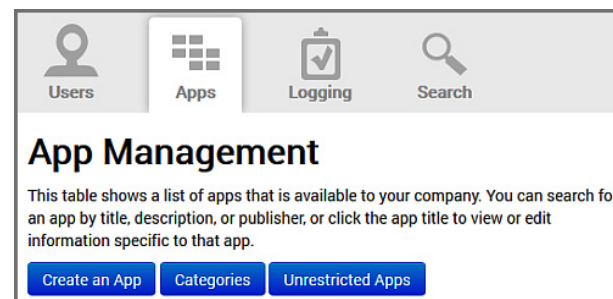 Users Apps Logging Search
App Management
This table shows a list of apps that is available to your company. You can search fo
an app by title, description, or publisher, or click the app title to view or edit
information specific to that app.
Create an App Categories Unrestricted Apps